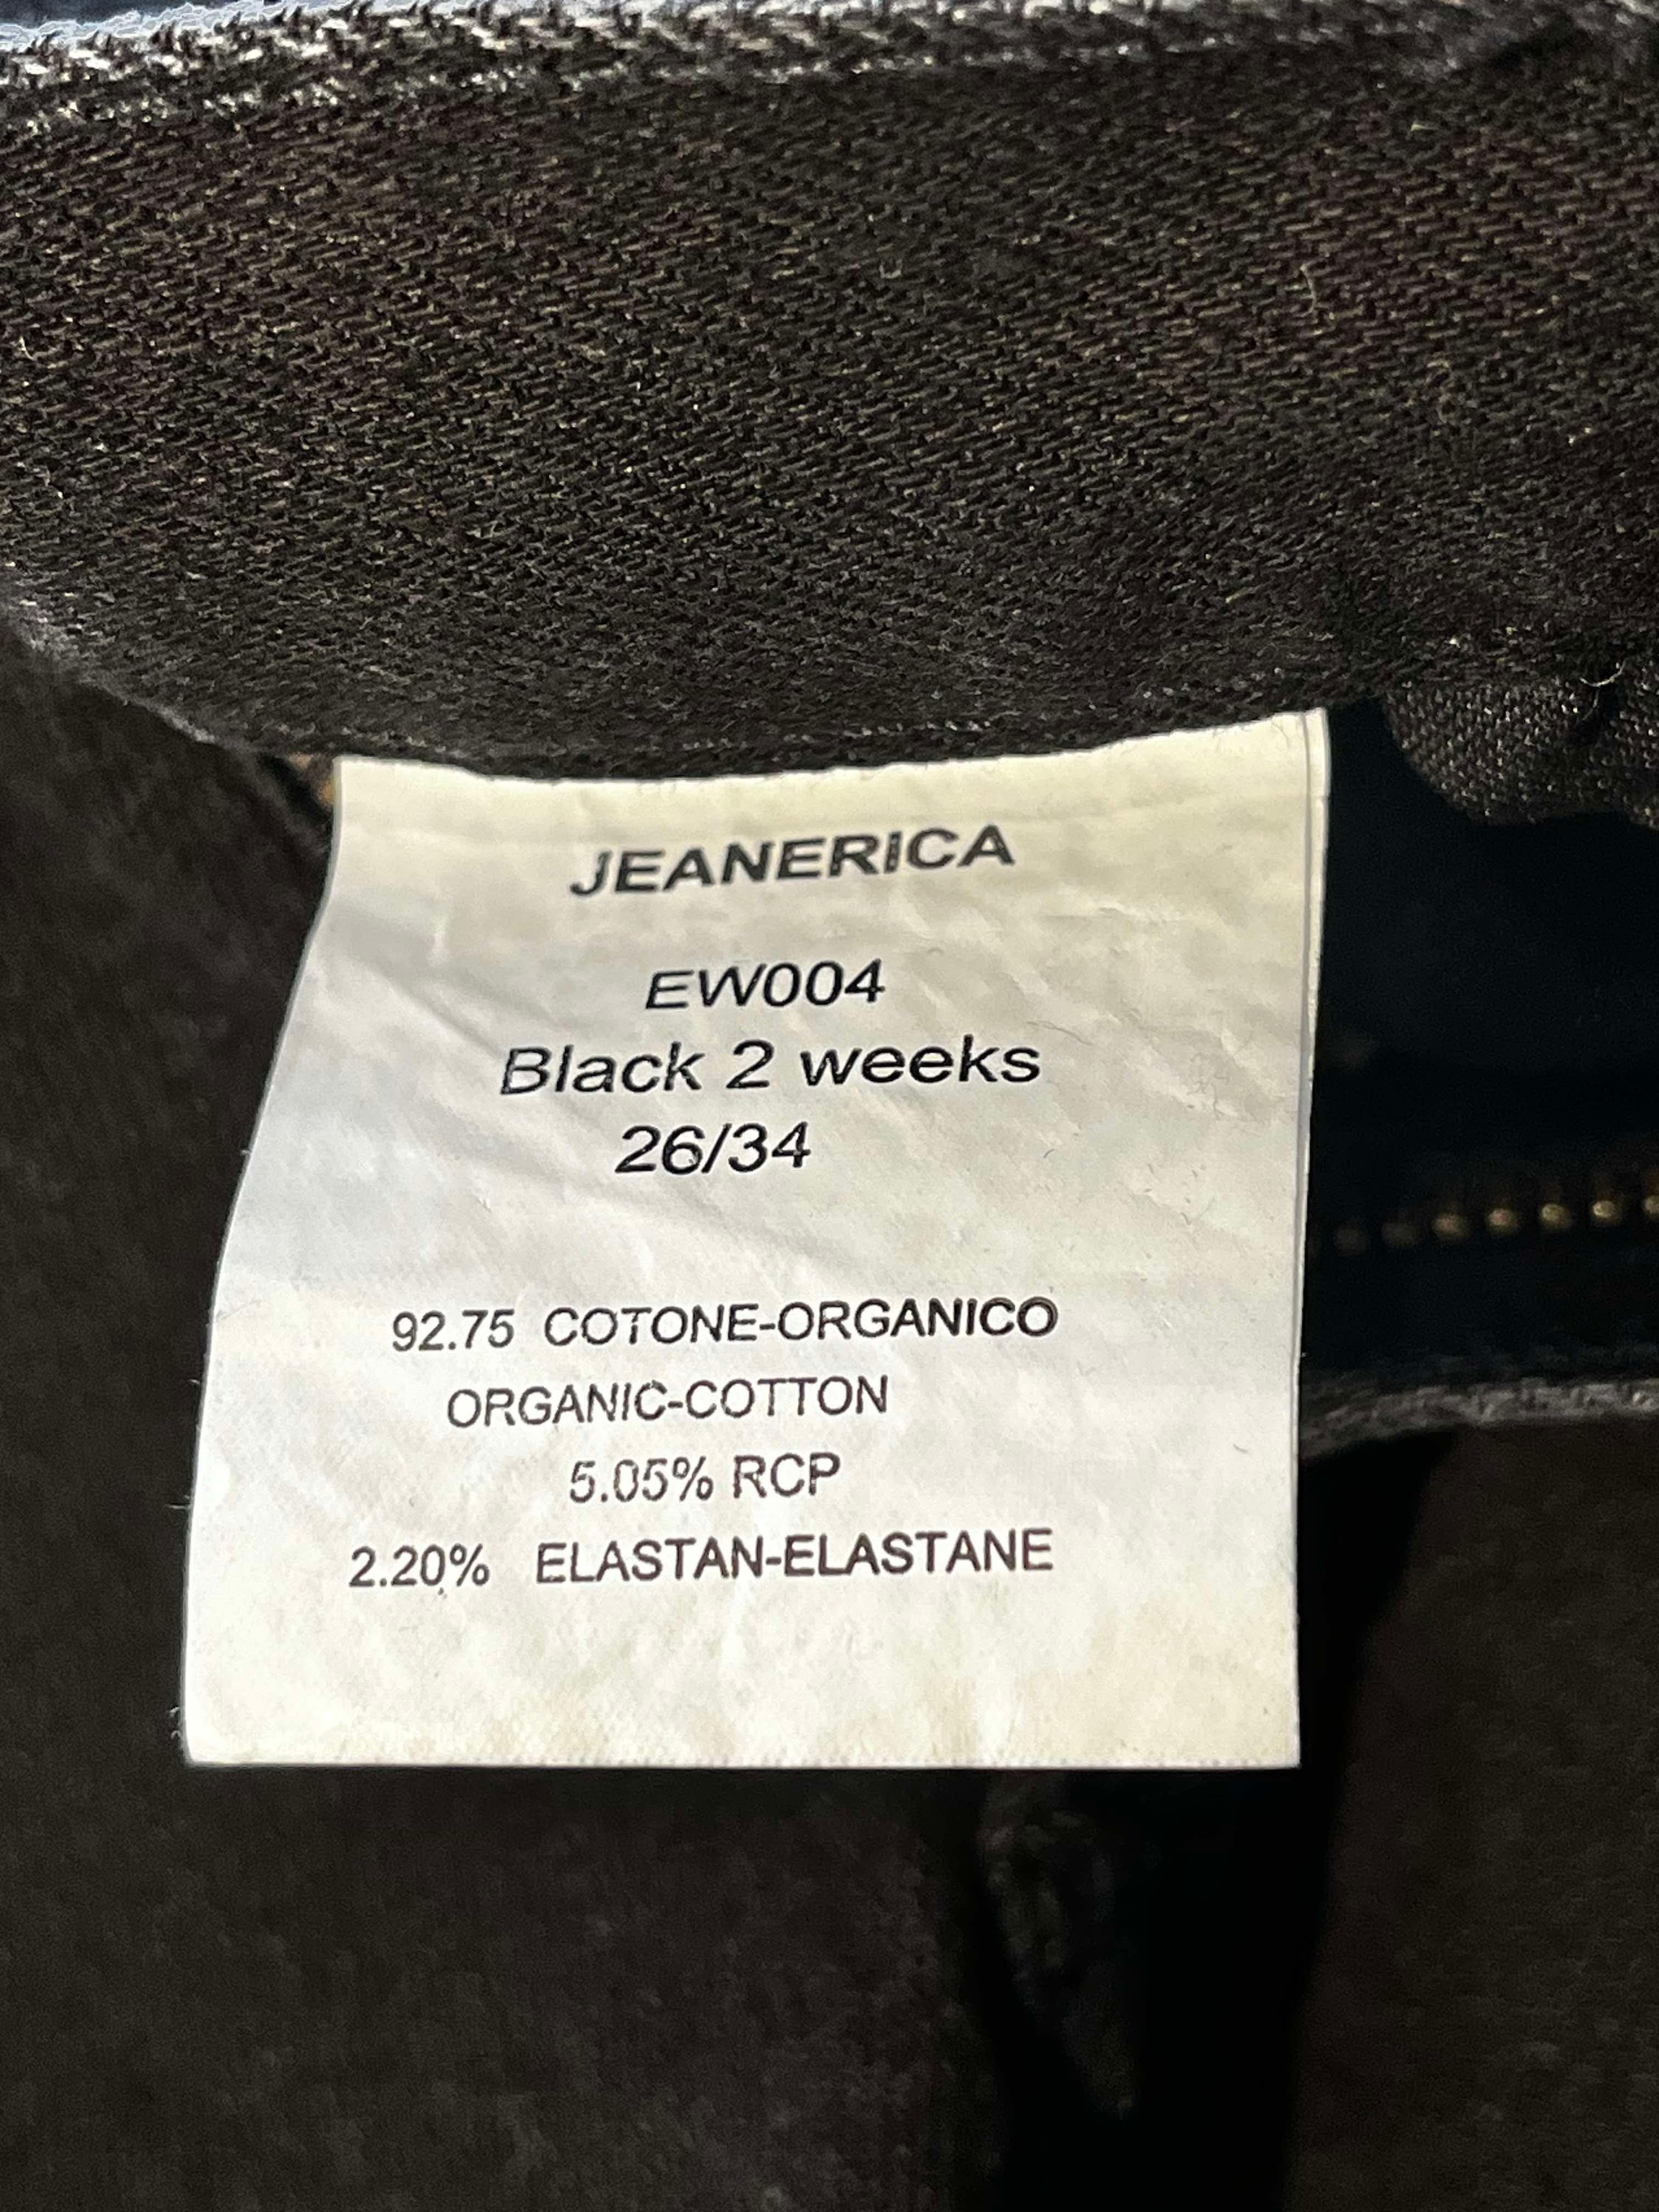 JEANERICA
EW004
Black 2 weeks
26/34
92.75 COTONE-ORGANICO
ORGANIC-COTTON
5.05% RCP
2.20% ELASTAN-ELASTANE